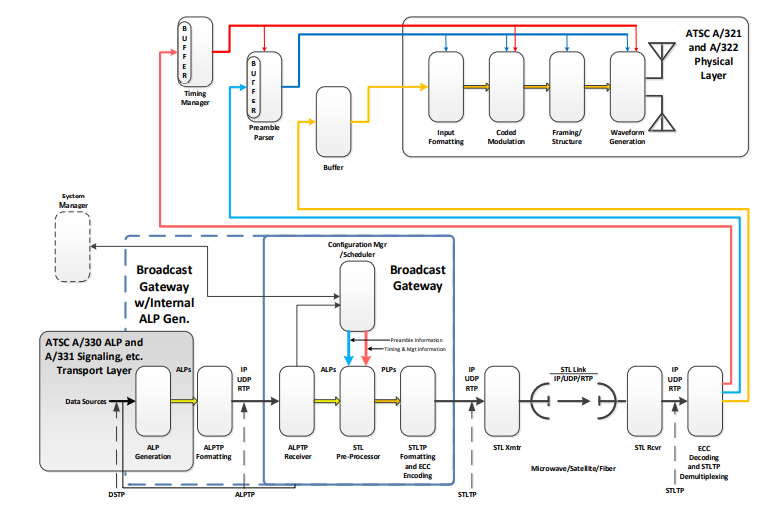 B
U
F
F
E
R
Timing
Manager
B
U
F
F
E
R
Preamble
Parser
Buffer
ATSC A/321
and A/322
Physical
Layer
Input
Formatting
Coded
Modulation
Framing/
Structure
Waveform
Generation
System
Manager
Configuration Mgr
/Scheduler
Broadcast
Gateway
w/Internal
ALP Gen.
Broadcast
Gateway
Preamble Information
Timing & Mgt Information
ATSC A/330 ALP and
A/331 Signaling, etc.
Transport Layer
Data Sources
ALPs
IP
UDP
RTP
ALPs
PLPs
IP
UDP
RTP
STL Link
IP/UDP/RTP
IP
UDP
RTP
ALP
Generation
ALPTP
Formatting
ALPTP
Receiver
STL
Pre-Processor
STLTP
Formatting
and ECC
Encoding
STL Xmtr
Microwave/Satellite/Fiber
STL Rcvr
ECC
Decoding
and STLTP
Demultiplexing
DSTP
ALPTP
STLTP
STLTP